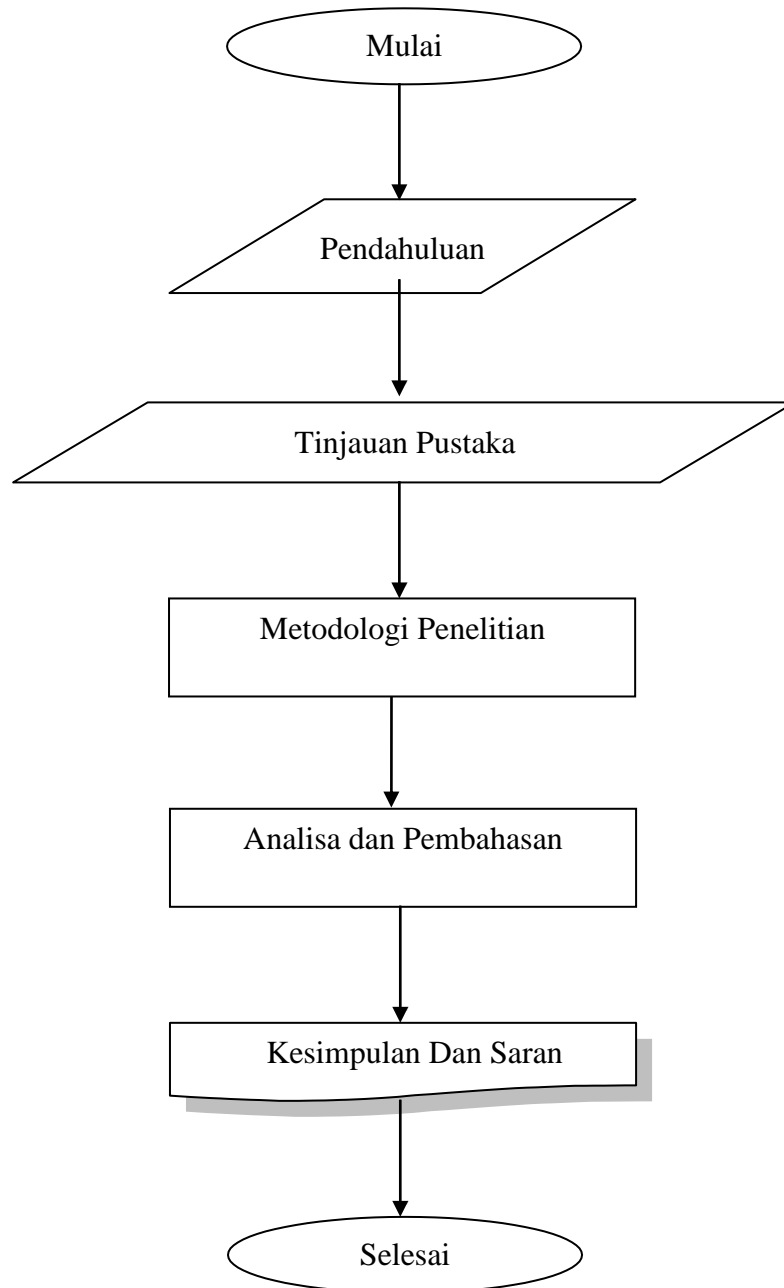 Mulai
Pendahuluan
Tinjauan Pustaka
Metodologi Penelitian
Analisa dan Pembahasan
Kesimpulan Dan Saran
Selesai